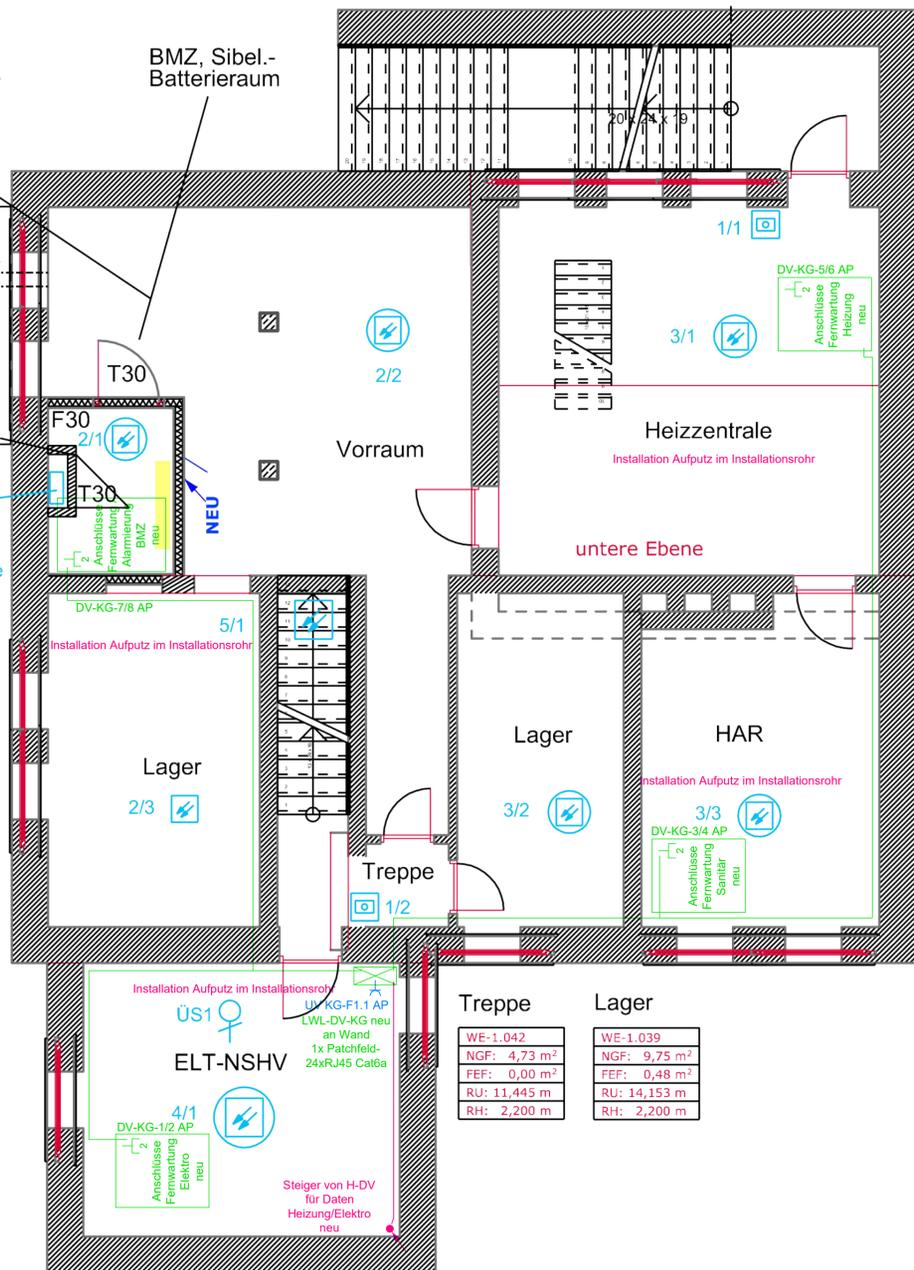 BMZ, Sibel.-
Batterieraum
20 x 24 x 19
1/1
DV-KG-5/6 AP
2
Anschlüsse
Fernwartung
Heizung
neu
3/1
2/2
T30
F30
2/1
T30
Vorraum
Heizzentrale
Installation Aufputz im Installationsrohr
NEU
2
Anschlüsse
Fernwartung
Alarmierung
BMZ
neu
untere Ebene
DV-KG-7/8 AP
5/1
Installation Aufputz im Installationsrohr
Lager
2/3
Lager
3/2
HAR
Installation Aufputz im Installationsrohr
3/3
DV-KG-3/4 AP
2
Anschlüsse
Fernwartung
Sanitär
neu
Treppe
1/2
Installation Aufputz im Installationsrohr
ÜS1
UV KG-F1.1 AP
LWL-DV-KG neu
an Wand
1x Patchfeld-
24xRJ45 Cat6a
ELT-NSHV
4/1
DV-KG-1/2 AP
2
Anschlüsse
Fernwartung
Elektro
neu
Steiger von H-DV
für Daten
Heizung/Elektro
neu
Treppe
WE-1.042
NGF: 4,73 m²
FEF: 0,00 m²
RU: 11,445 m
RH: 2,200 m
Lager
WE-1.039
NGF: 9,75 m²
FEF: 0,48 m²
RU: 14,153 m
RH: 2,200 m